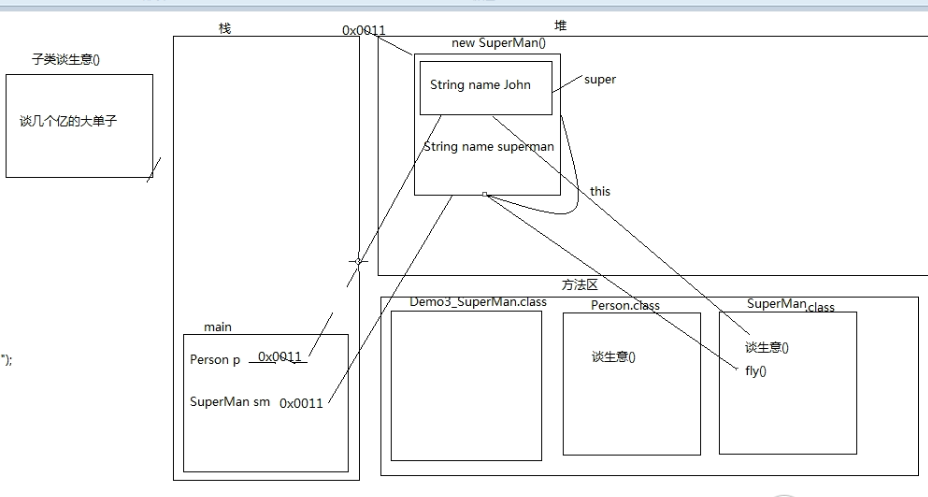 栈
堆
0x0011
new SuperMan()
子类谈生意()
String name John
super
谈几个亿的大单子
String name superman
this
方法区
Demo3_SuperMan.class
Person.class
SuperMan.class
main
谈生意()
谈生意()
Person p 0x0011
");
fly()
SuperMan sm 0x0011